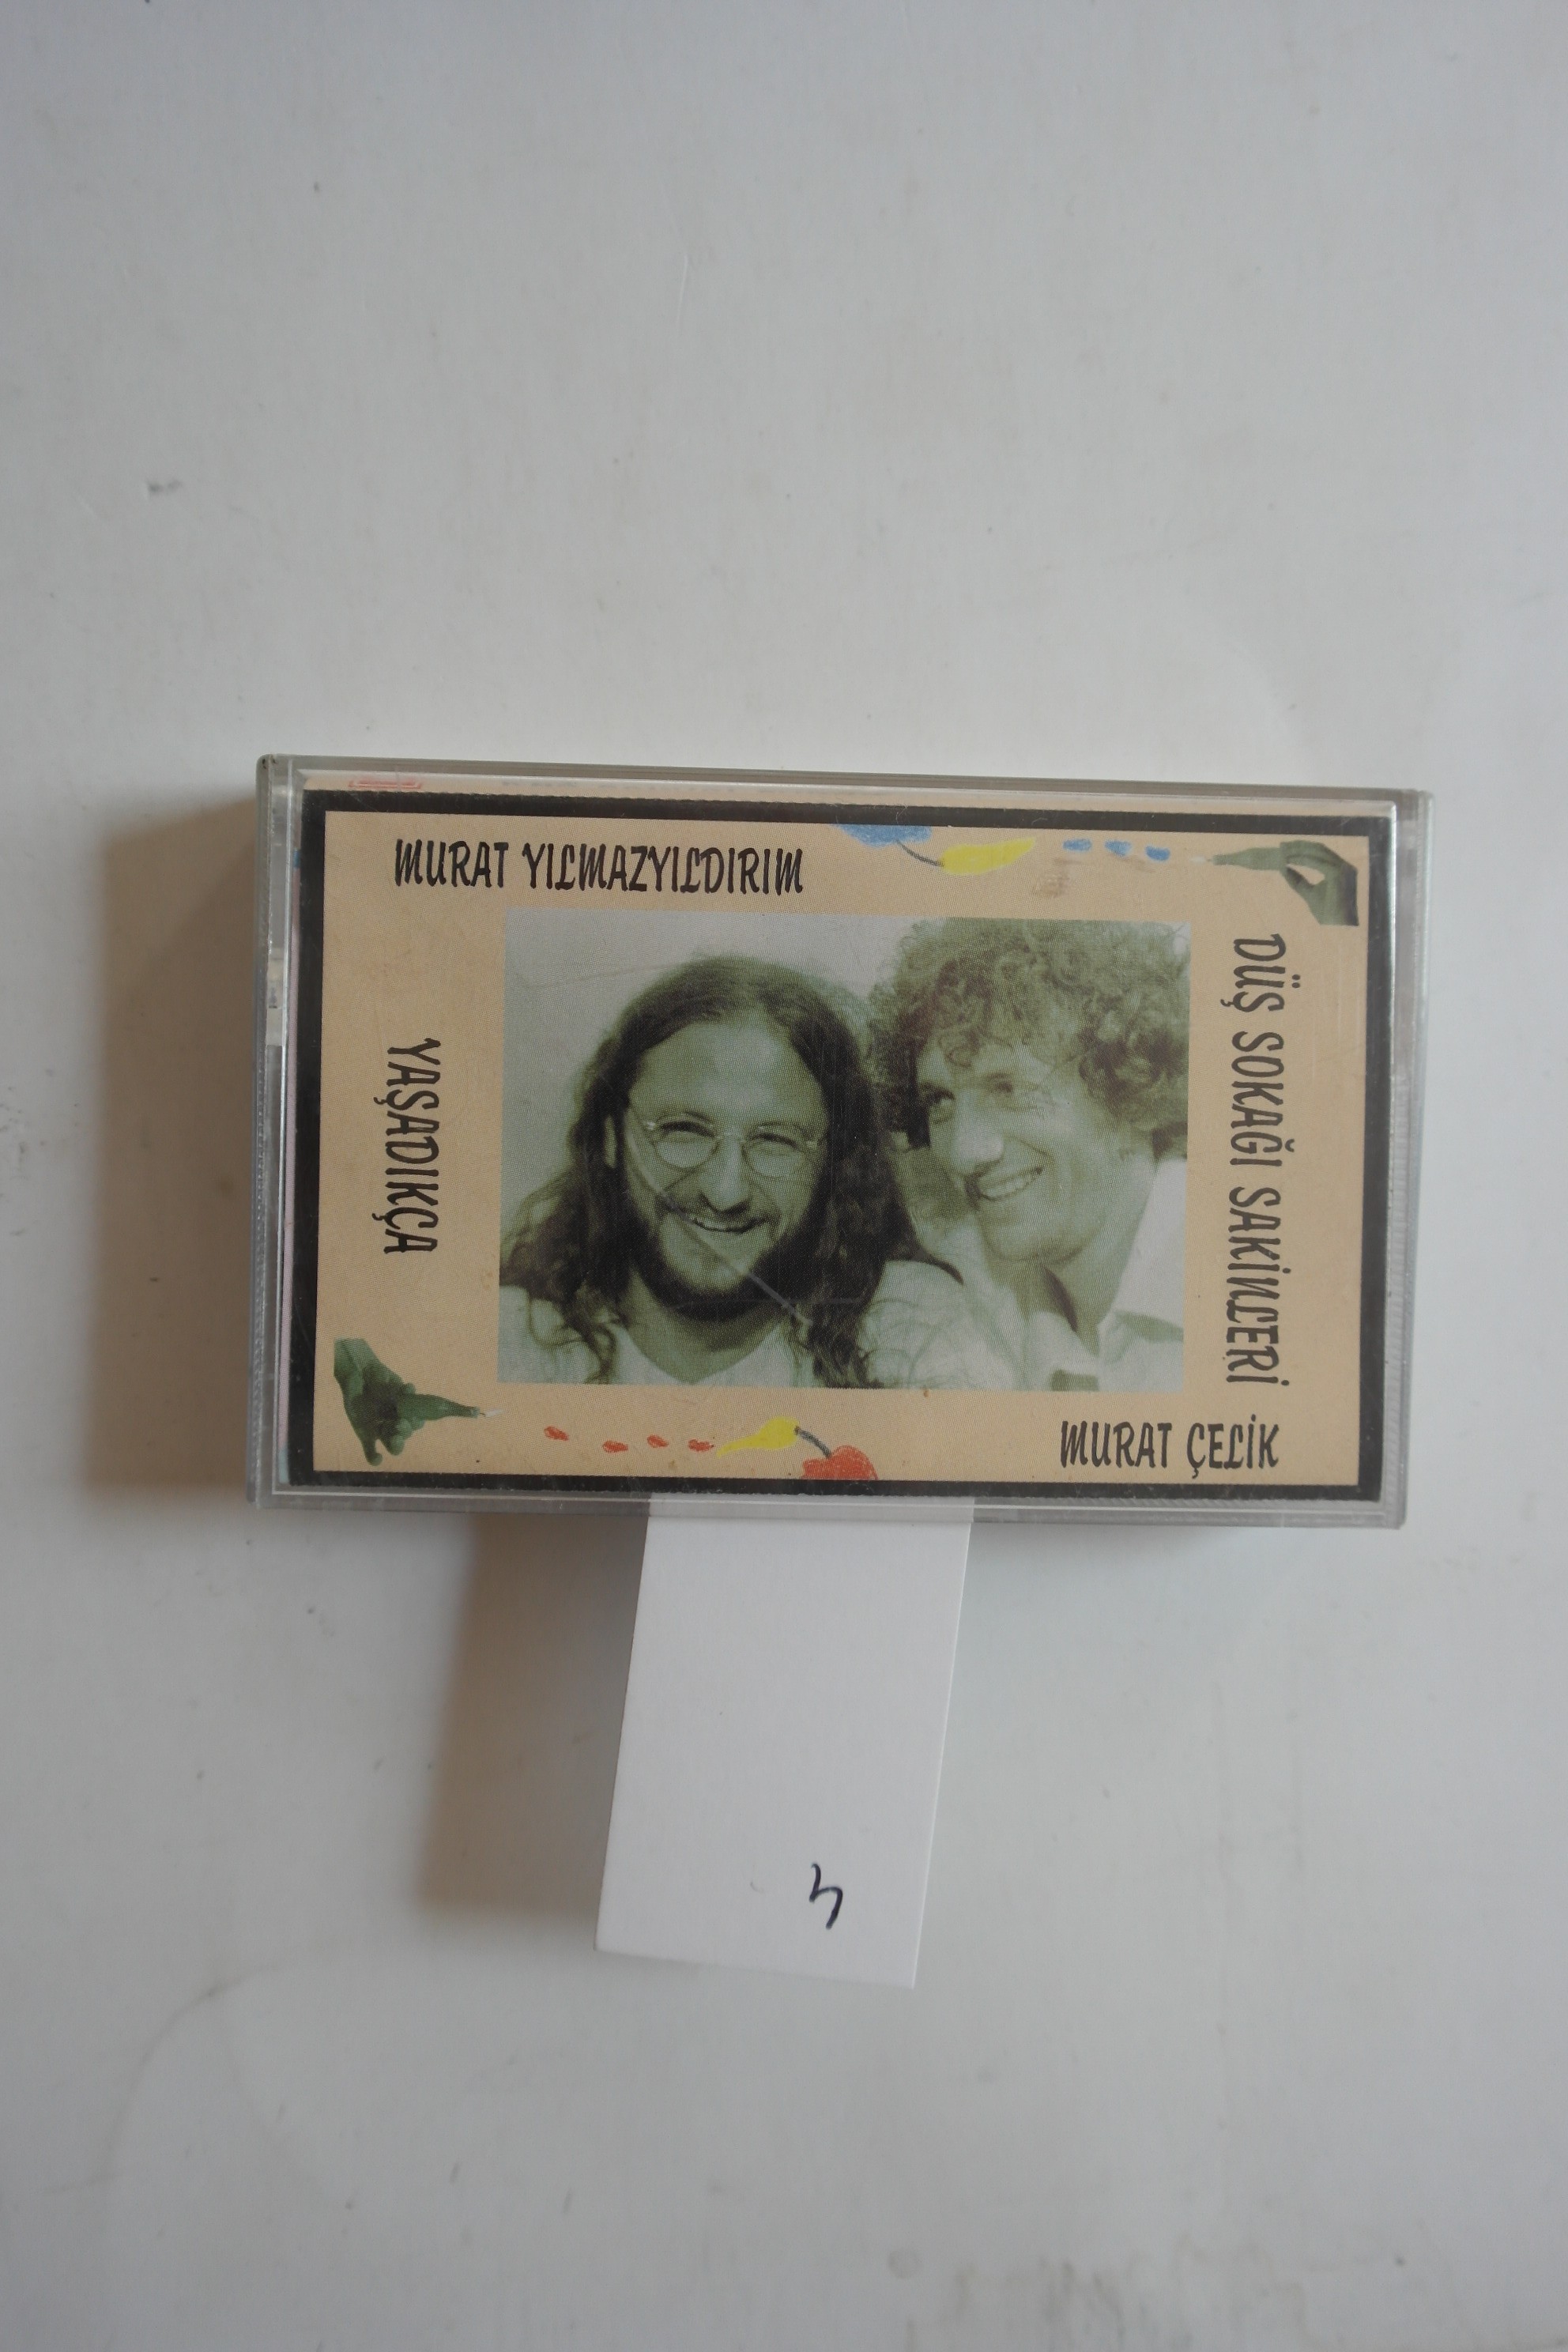 MURAT YILMAZYILDIRIM
DÜŞ SOKAĞI SAKİNLERİ
YAŞADIKÇA
MURAT ÇELİK
4